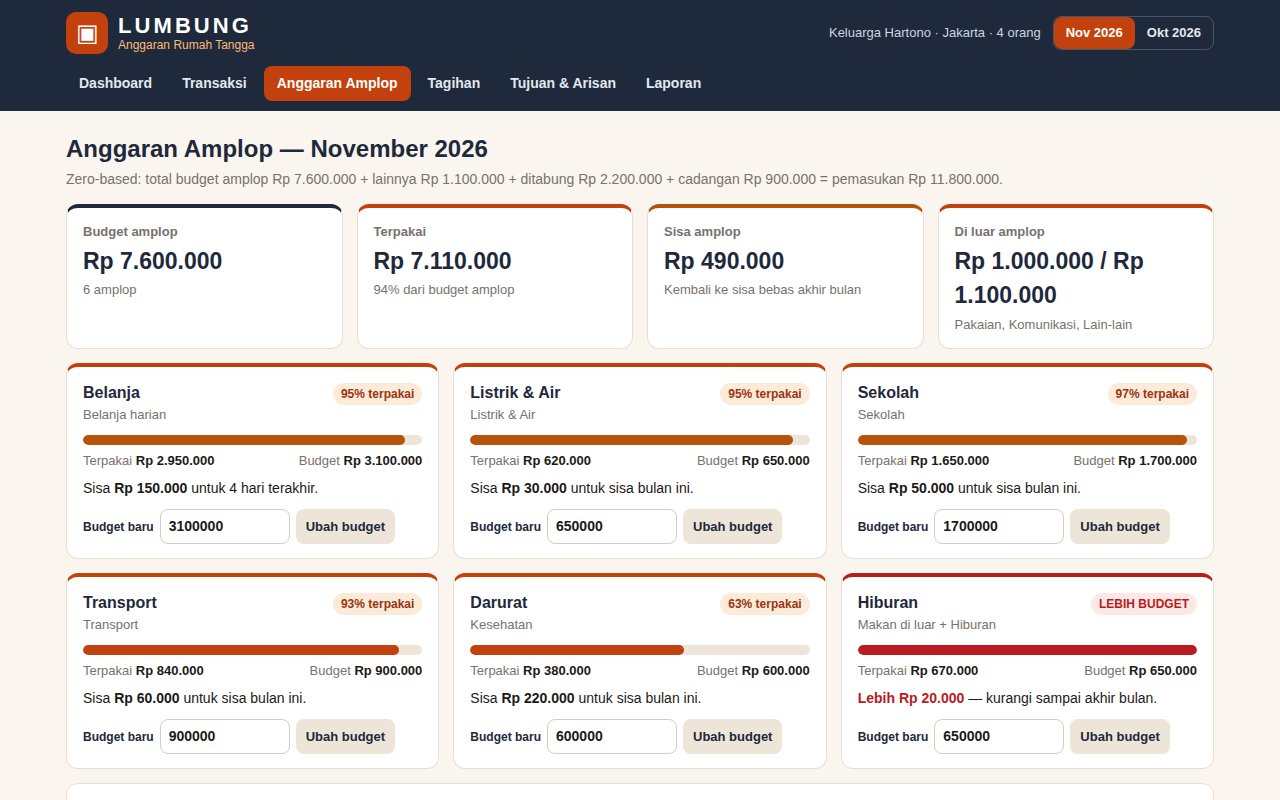 LUMBUNG
Anggaran Rumah Tangga
Keluarga Hartono · Jakarta · 4 orang
Nov 2026
Okt 2026
Dashboard
Transaksi
Anggaran Amplop
Tagihan
Tujuan & Arisan
Laporan
Anggaran Amplop — November 2026
Zero-based: total budget amplop Rp 7.600.000 + lainnya Rp 1.100.000 + ditabung Rp 2.200.000 + cadangan Rp 900.000 = pemasukan Rp 11.800.000.
Budget amplop
Rp 7.600.000
6 amplop
Terpakai
Rp 7.110.000
94% dari budget amplop
Sisa amplop
Rp 490.000
Kembali ke sisa bebas akhir bulan
Di luar amplop
Rp 1.000.000 / Rp
1.100.000
Pakaian, Komunikasi, Lain-lain
Belanja
95% terpakai
Belanja harian
Terpakai Rp 2.950.000
Budget Rp 3.100.000
Sisa Rp 150.000 untuk 4 hari terakhir.
Budget baru
3100000
Ubah budget
Listrik & Air
95% terpakai
Listrik & Air
Terpakai Rp 620.000
Budget Rp 650.000
Sisa Rp 30.000 untuk sisa bulan ini.
Budget baru
650000
Ubah budget
Sekolah
97% terpakai
Sekolah
Terpakai Rp 1.650.000
Budget Rp 1.700.000
Sisa Rp 50.000 untuk sisa bulan ini.
Budget baru
1700000
Ubah budget
Transport
93% terpakai
Transport
Terpakai Rp 840.000
Budget Rp 900.000
Sisa Rp 60.000 untuk sisa bulan ini.
Budget baru
900000
Ubah budget
Darurat
63% terpakai
Kesehatan
Terpakai Rp 380.000
Budget Rp 600.000
Sisa Rp 220.000 untuk sisa bulan ini.
Budget baru
600000
Ubah budget
Hiburan
LEBIH BUDGET
Makan di luar + Hiburan
Terpakai Rp 670.000
Budget Rp 650.000
Lebih Rp 20.000 — kurangi sampai akhir bulan.
Budget baru
650000
Ubah budget